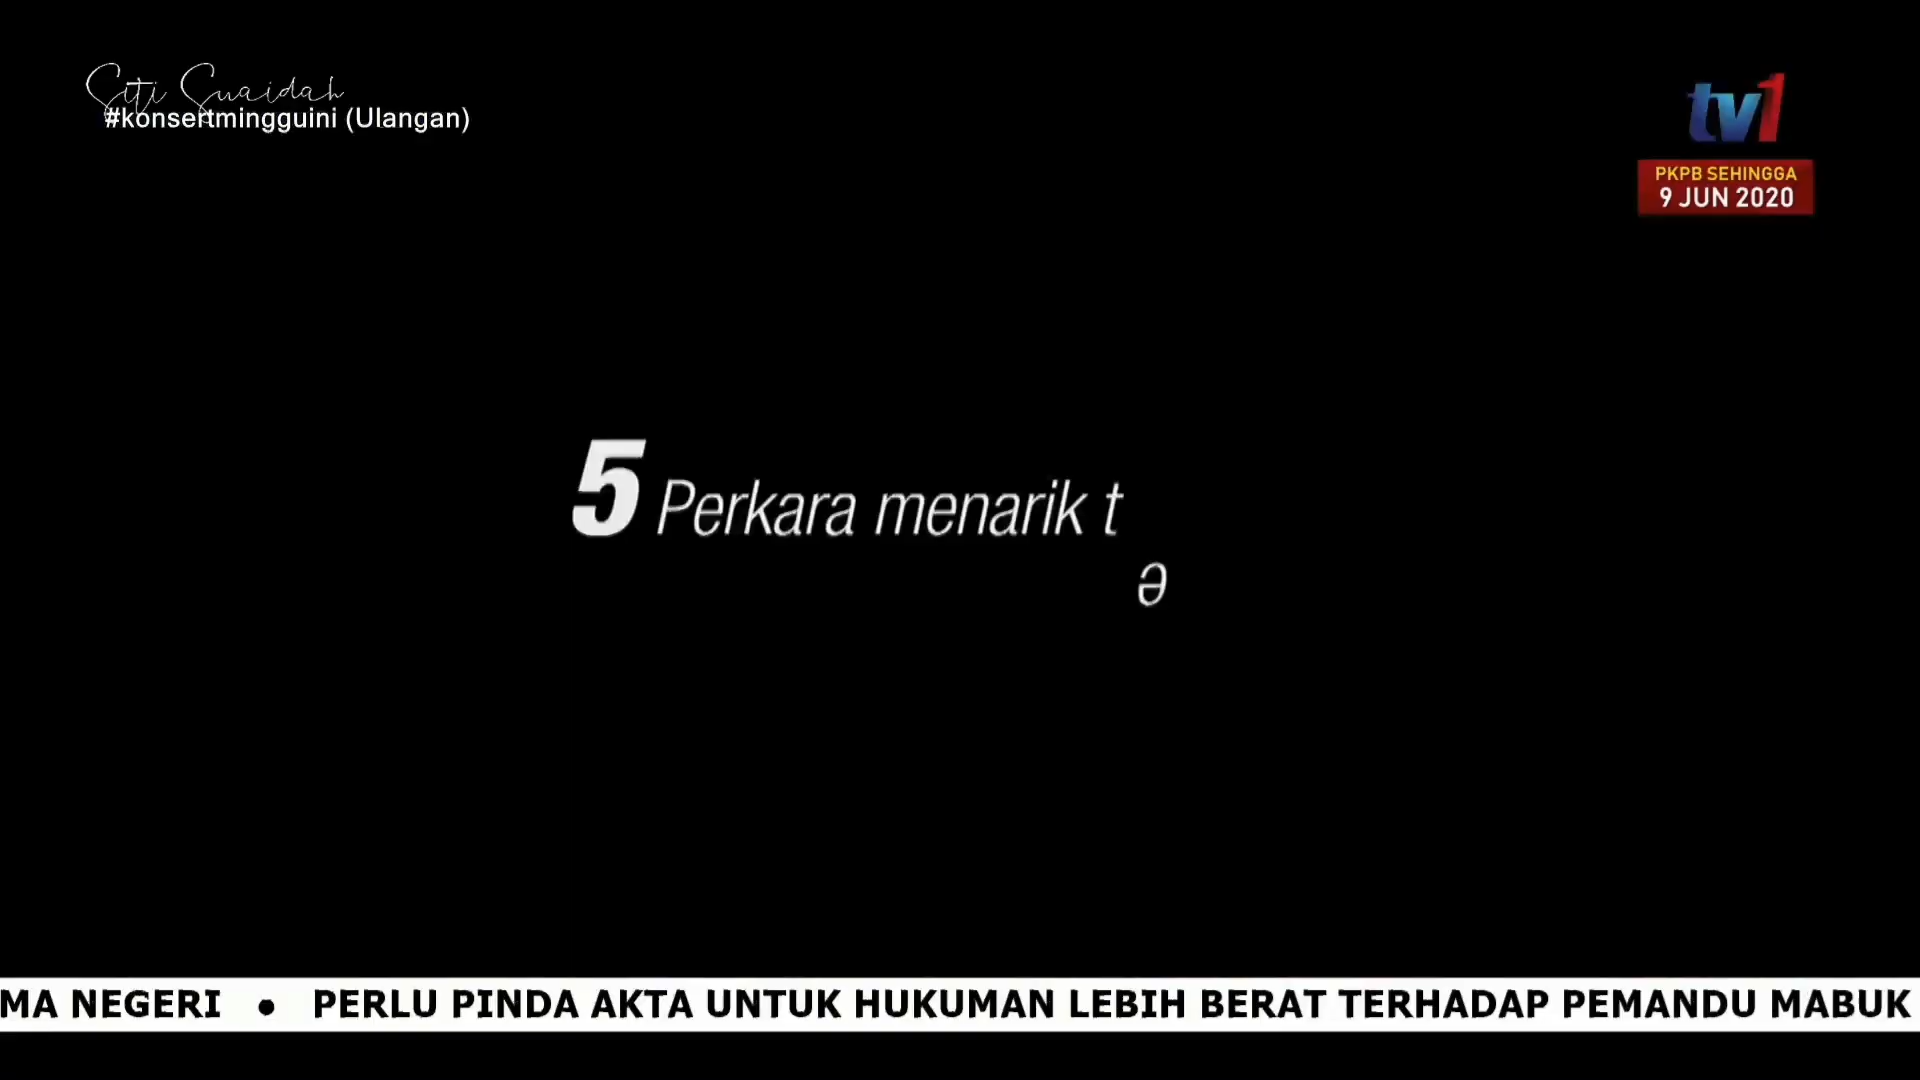 Siti Suaidah
#konsertmingguini (Ulangan)
tv1
PKPB SEHINGGA
9 JUN 2020
5 Perkara menarik t
e
MA NEGERI • PERLU PINDA AKTA UNTUK HUKUMAN LEBIH BERAT TERHADAP PEMANDU MABUK